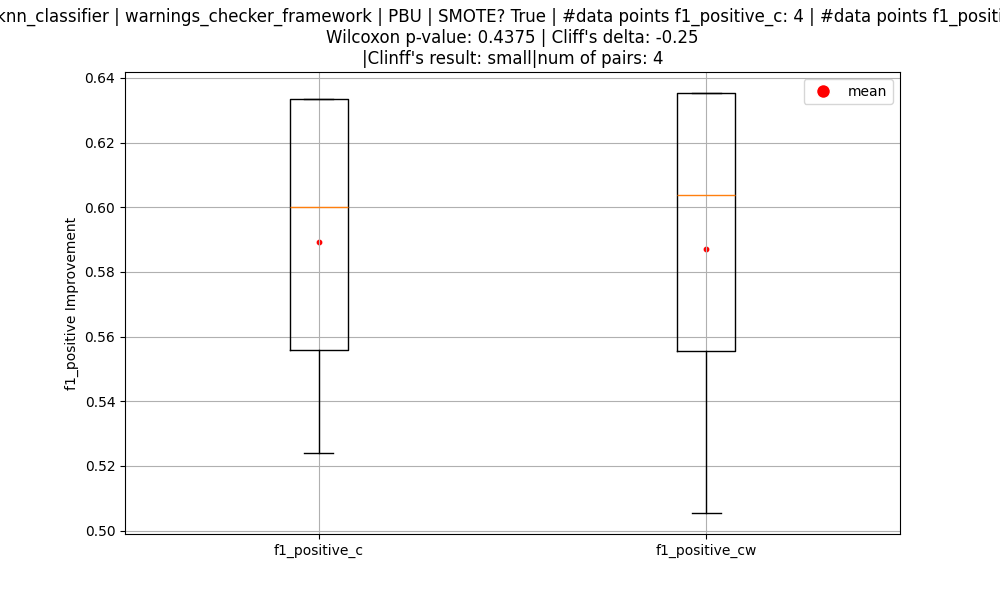 knn_classifier | warnings_checker_framework | PBU | SMOTE? True | #data points f1_positive_c: 4 | #data points f1_positi
Wilcoxon p-value: 0.4375 | Cliff's delta: -0.25
|Clinff's result: small|num of pairs: 4
mean
0.64
0.62
0.60
0.58
0.56
0.54
0.52
0.50
f1_positive Improvement
f1_positive_c
f1_positive_cw